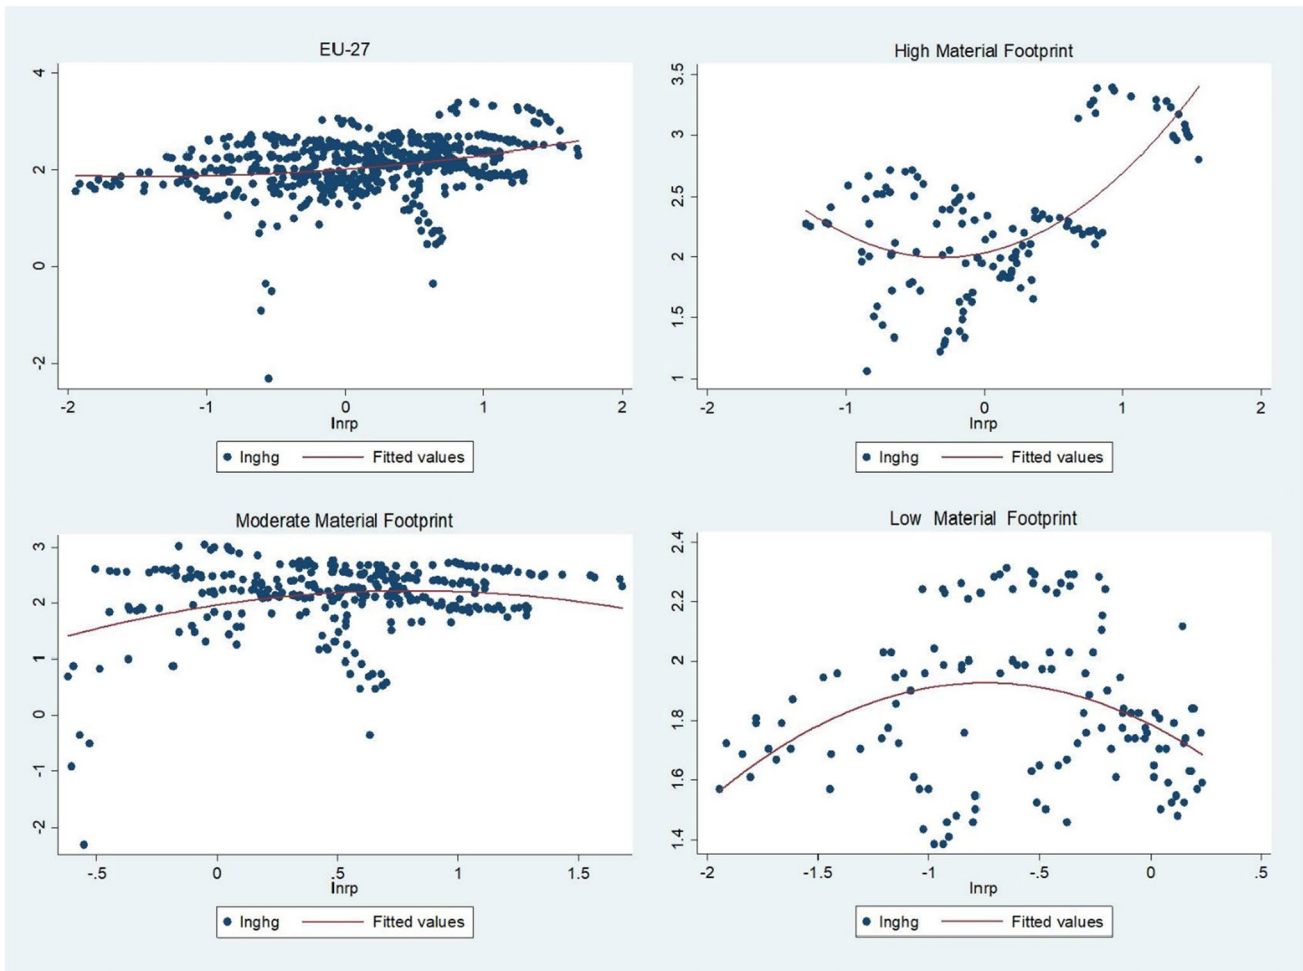 EU-27
4
2
0
-2
-2 -1 0 1 2
lnrp
lnghg Fitted values
High Material Footprint
3.5
3
2.5
2
1.5
1
-2 -1 0 1 2
lnrp
lnghg Fitted values
Moderate Material Footprint
3
2
1
0
-1
-2
-.5 0 .5 1 1.5
lnrp
lnghg Fitted values
Low Material Footprint
2.4
2.2
2
1.8
1.6
1.4
-2 -1.5 -1 -.5 0 .5
lnrp
lnghg Fitted values